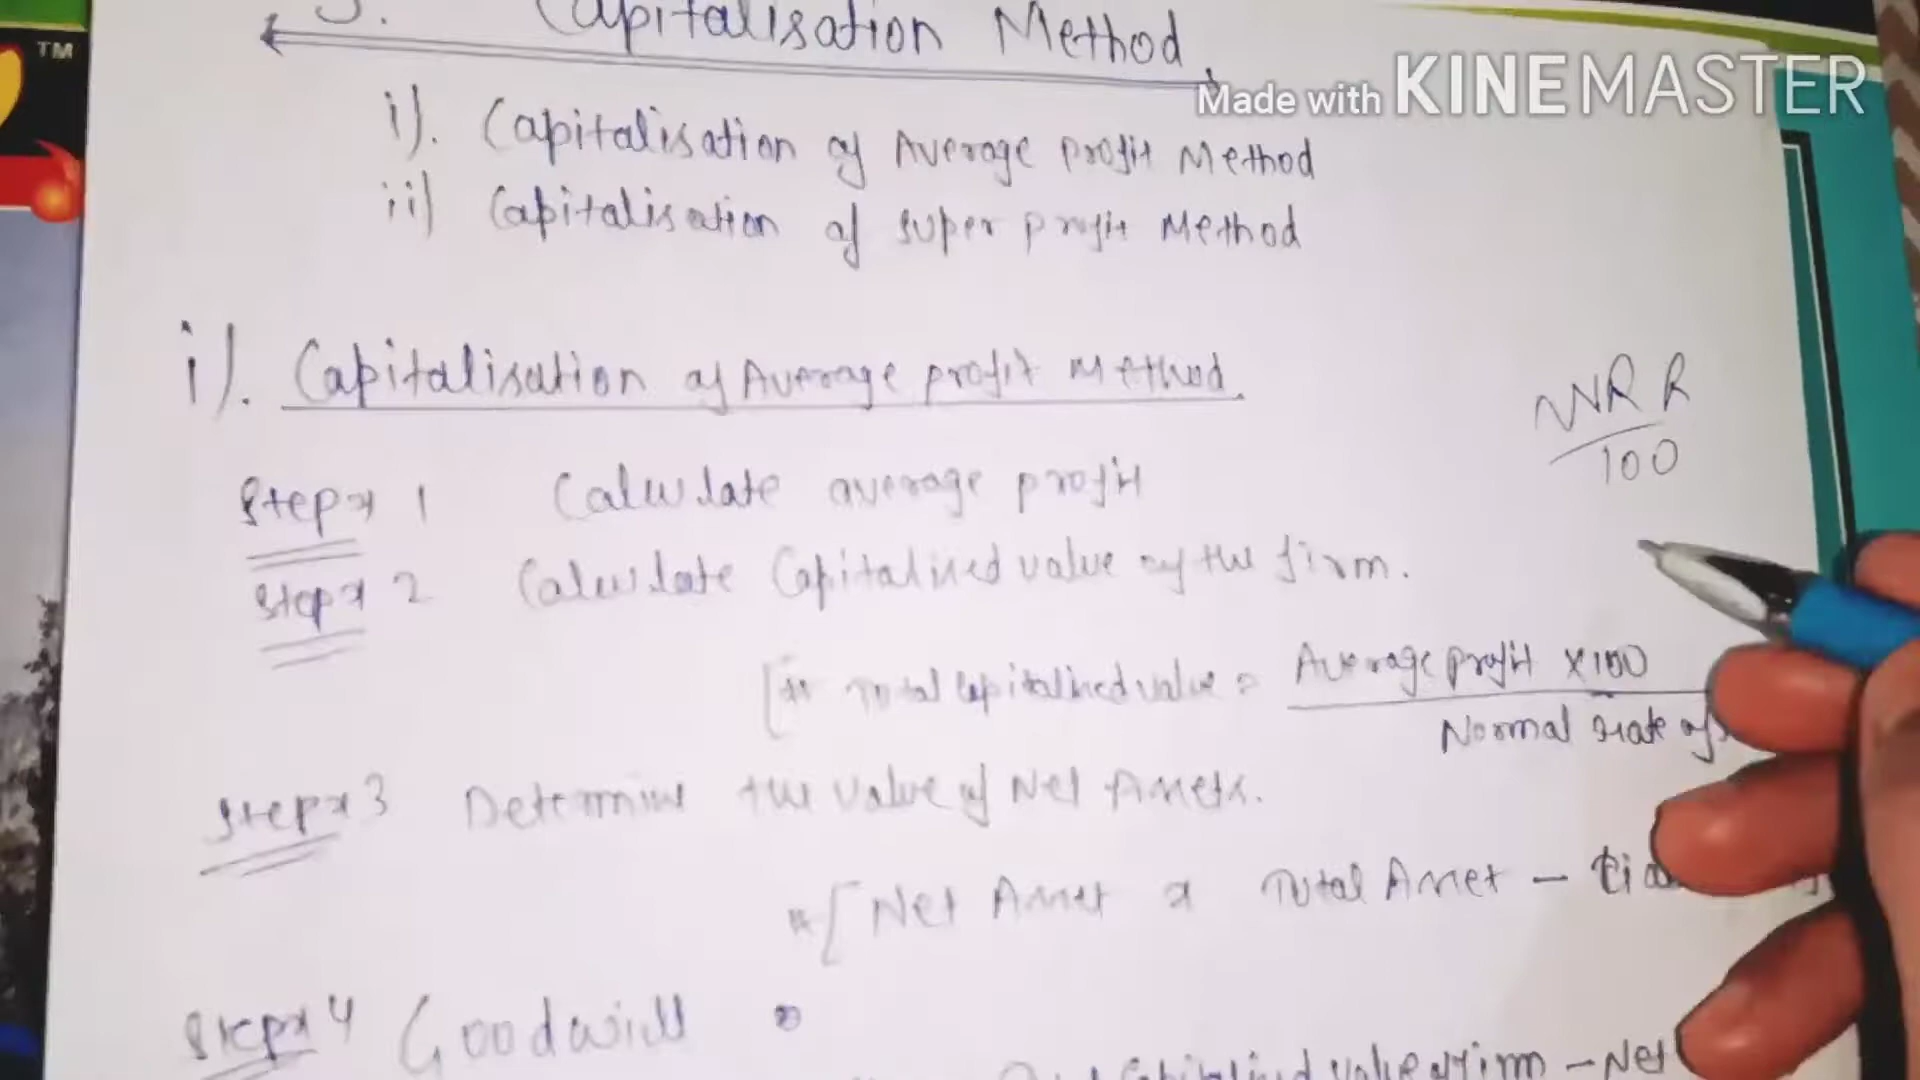 TM
3. Capitalisation Method.
Made with KINEMASTER
i). Capitalisation of Average profit Method
ii) Capitalisation of super profit Method
i). Capitalisation of Average profit Method.
NRR
100
Step 1 Calculate average profit
Step 2 Calculate Capitalised value of the firm.
Total Capitalised value = Average profit x 100
Normal rate of
Step 3 Determine the value of Net Assets.
*[ Net Asset = Total Asset -
Step 4 Goodwill
Capitalised value of firm - Net